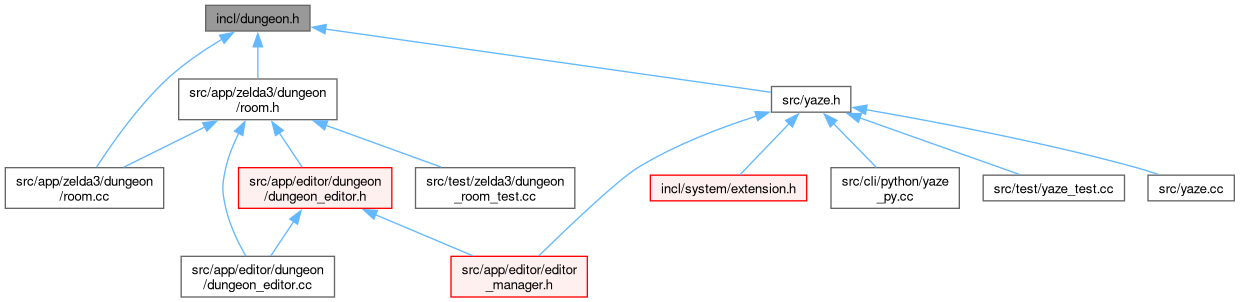 incl/dungeon.h
src/app/zelda3/dungeon
/room.h
src/yaze.h
src/app/zelda3/dungeon
/room.cc
src/app/editor/dungeon
/dungeon_editor.h
src/test/zelda3/dungeon
_room_test.cc
incl/system/extension.h
src/cli/python/yaze
_py.cc
src/test/yaze_test.cc
src/yaze.cc
src/app/editor/dungeon
/dungeon_editor.cc
src/app/editor/editor
_manager.h